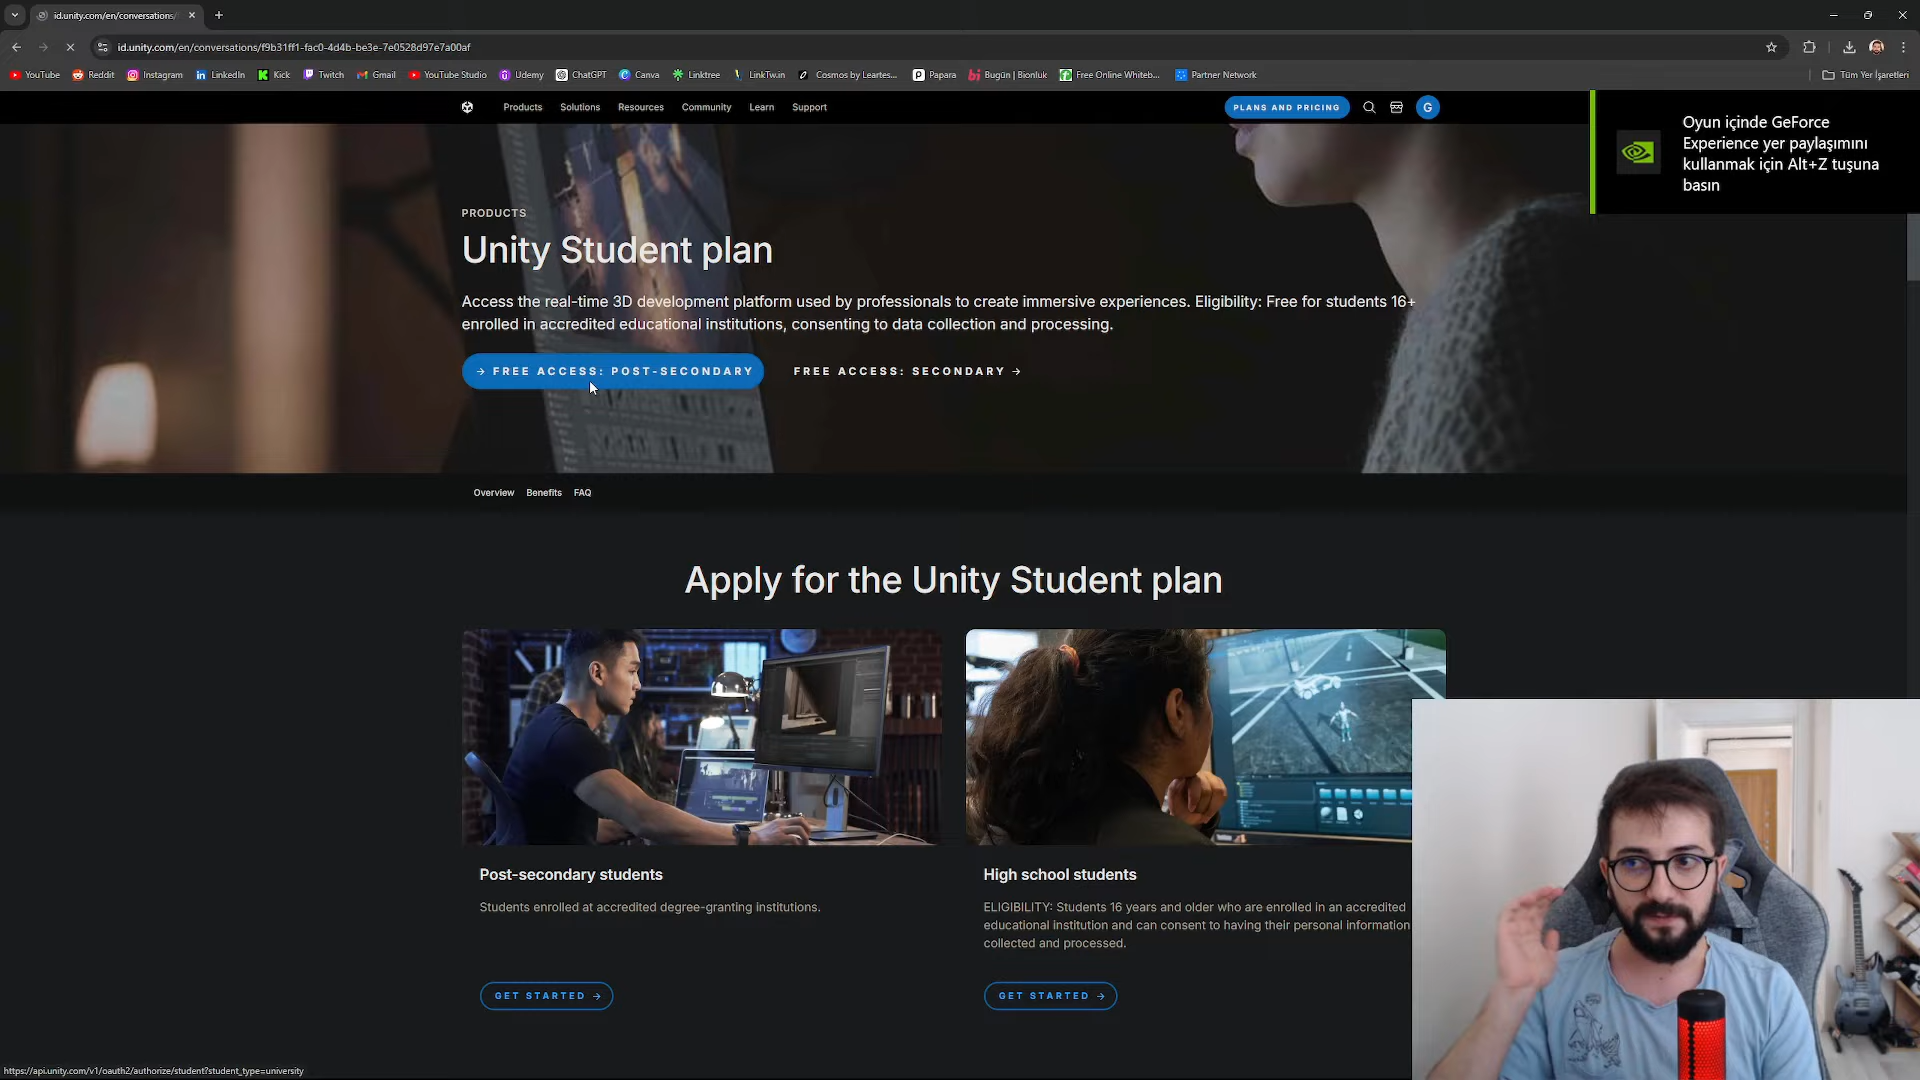 id.unity.com/en/conversations/
id.unity.com/en/conversations/f9b31ff1-fac0-4d4b-be3e-7e0528d97e7a00af
YouTube Reddit Instagram LinkedIn Kick Twitch Gmail YouTube Studio Udemy ChatGPT Canva Linktree LinkTw.in Cosmos by Leartes... Papara Bugün | Bionluk Free Online Whiteb... Partner Network Tüm Yer İşaretleri
Products Solutions Resources Community Learn Support PLANS AND PRICING G
Oyun içinde GeForce
Experience yer paylaşımını
kullanmak için Alt+Z tuşuna
basın
PRODUCTS
Unity Student plan
Access the real-time 3D development platform used by professionals to create immersive experiences. Eligibility: Free for students 16+
enrolled in accredited educational institutions, consenting to data collection and processing.
→ FREE ACCESS: POST-SECONDARY FREE ACCESS: SECONDARY →
Overview Benefits FAQ
Apply for the Unity Student plan
Post-secondary students
Students enrolled at accredited degree-granting institutions.
GET STARTED →
High school students
ELIGIBILITY: Students 16 years and older who are enrolled in an accredited
educational institution and can consent to having their personal information
collected and processed.
GET STARTED →
https://api.unity.com/v1/oauth2/authorize/student?student_type=university